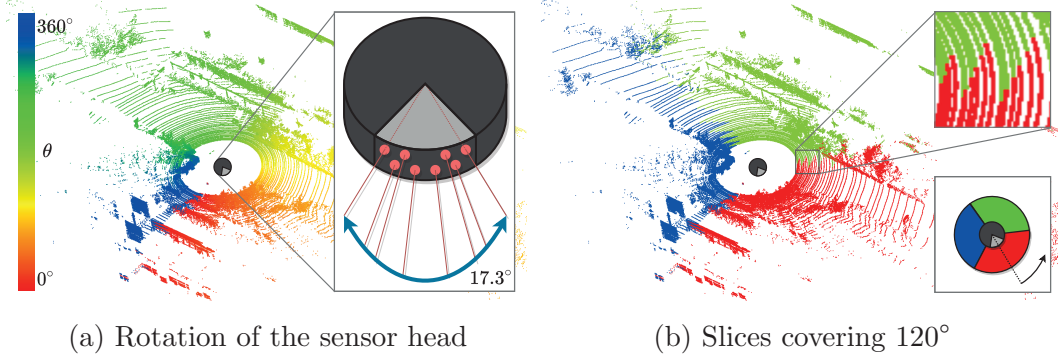 360°
θ
0°
17.3°
(a) Rotation of the sensor head
(b) Slices covering 120°